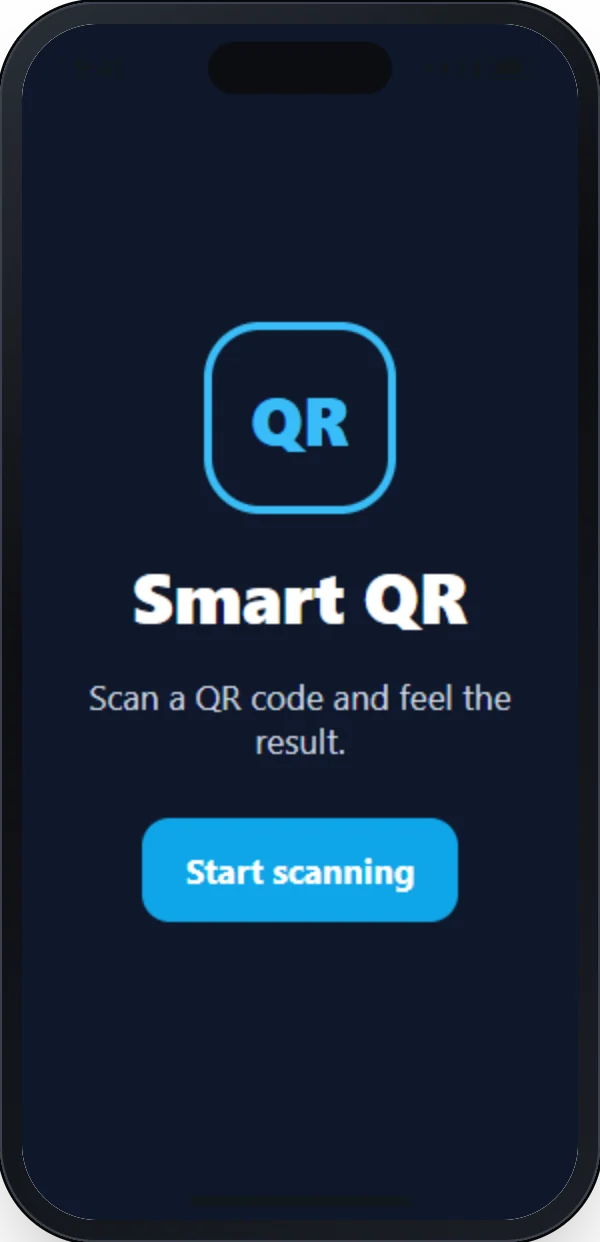 QR
Smart QR
Scan a QR code and feel the
result.
Start scanning